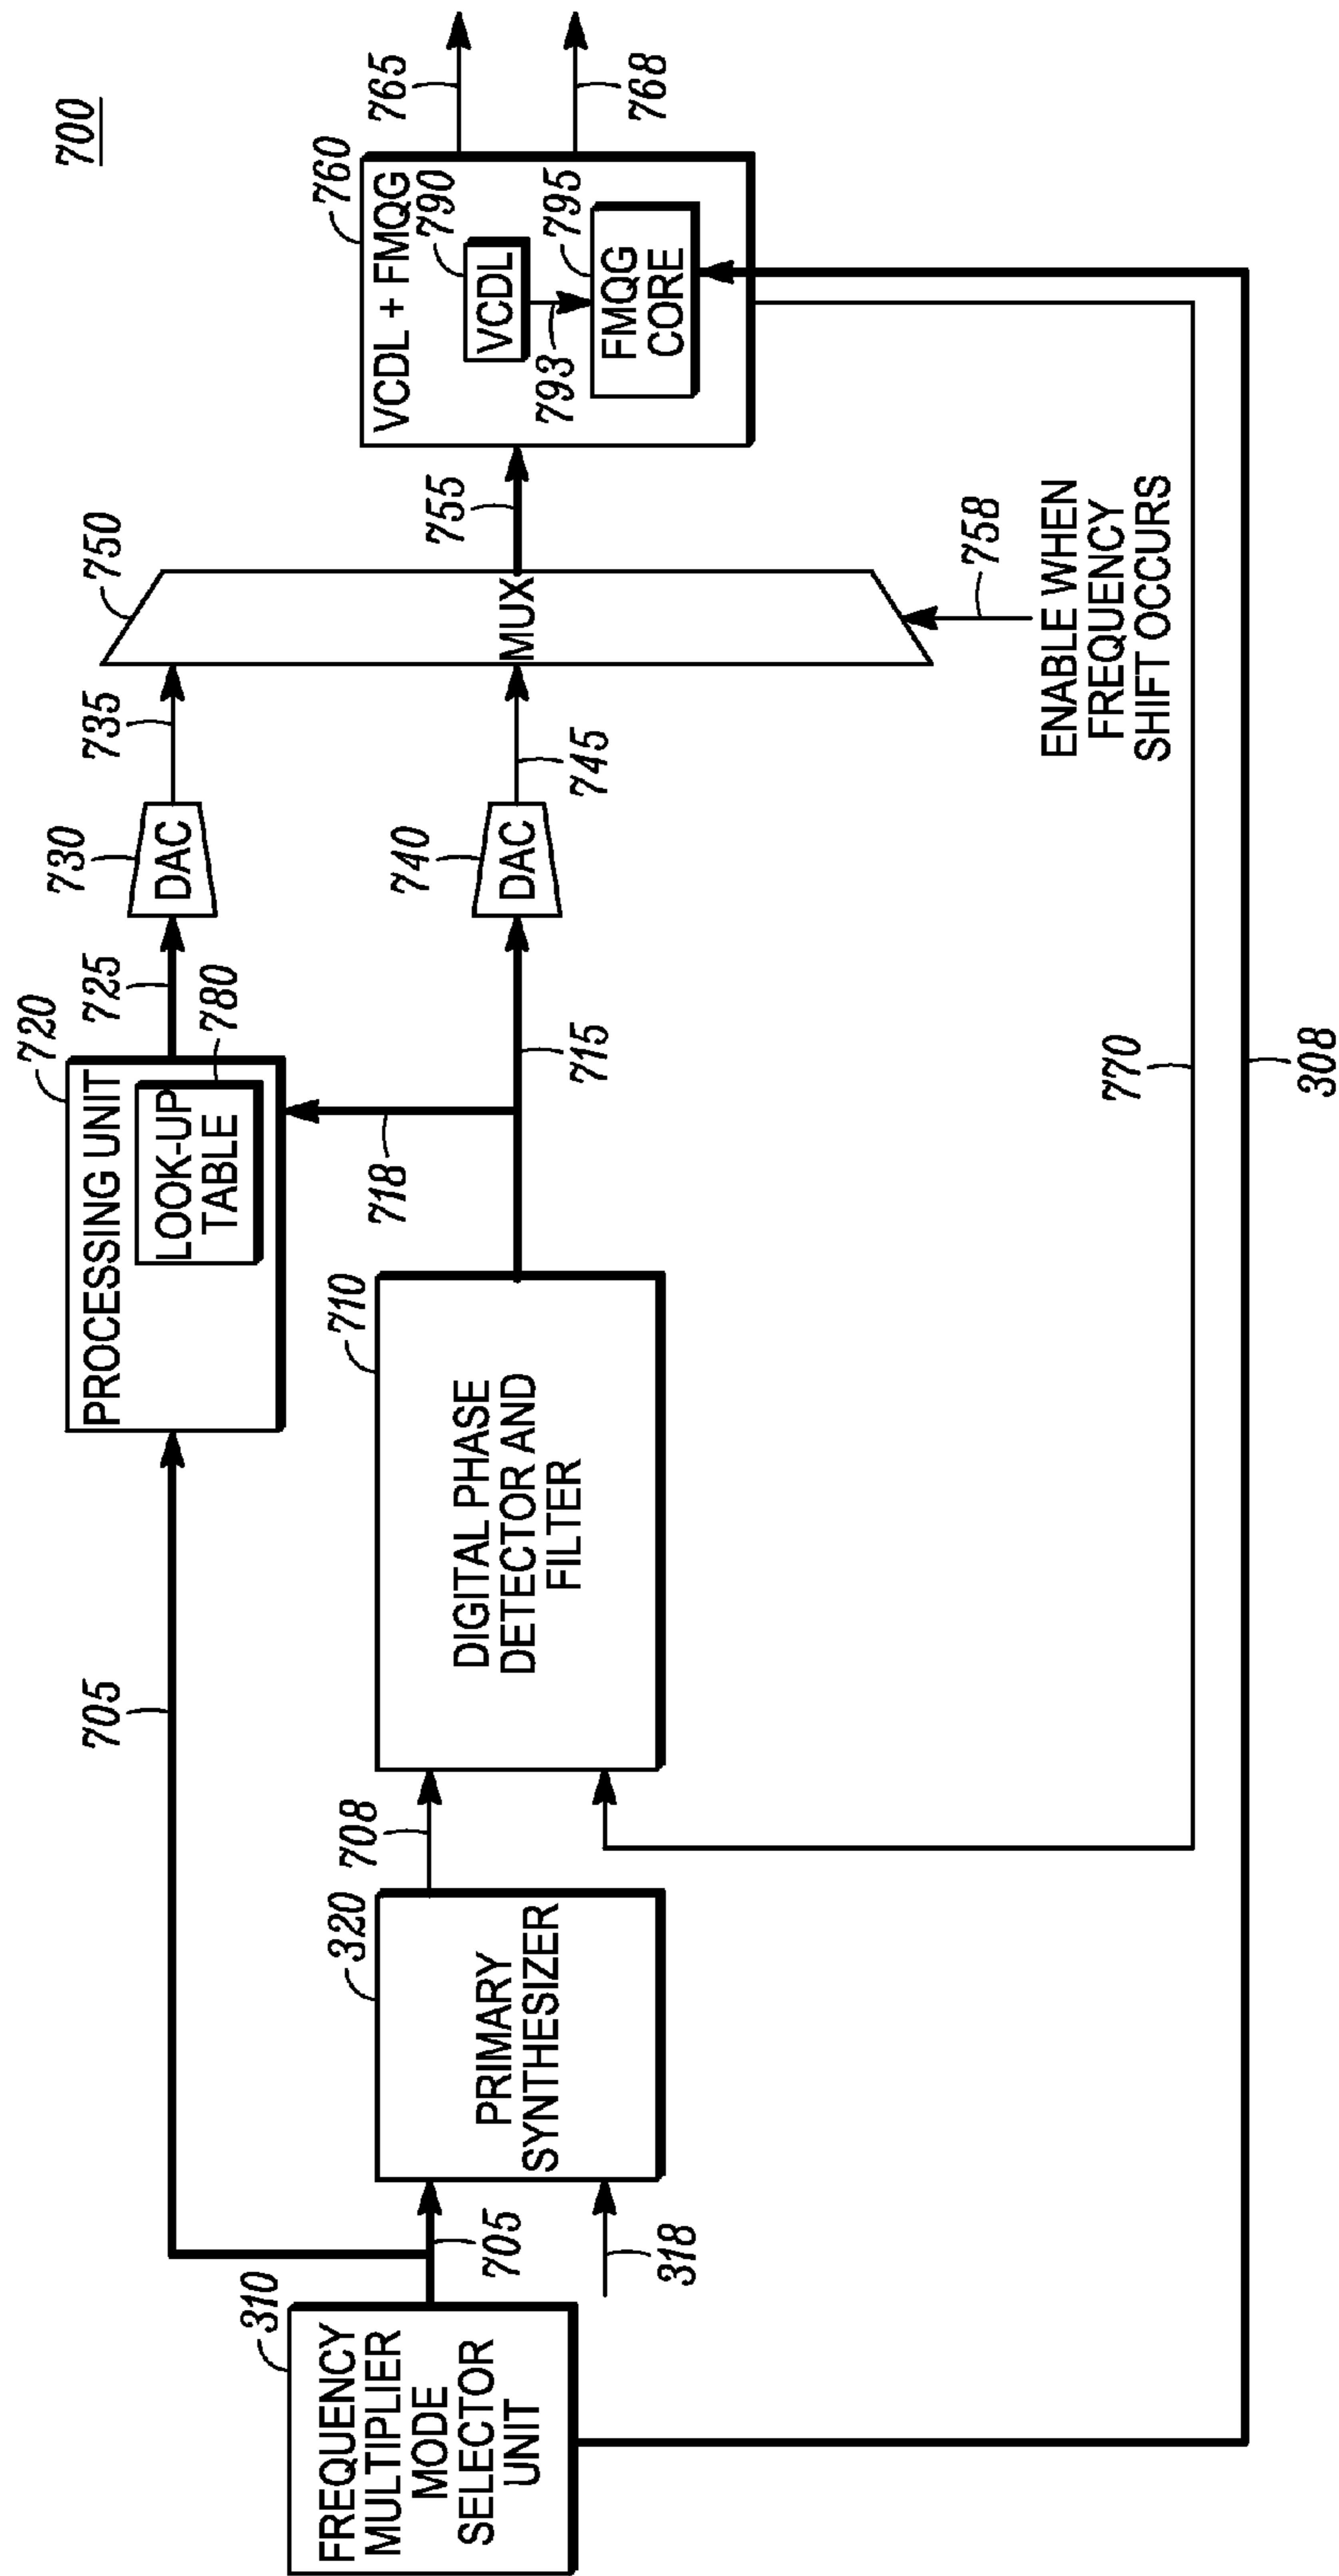 700
310
FREQUENCY
MULTIPLIER
MODE
SELECTOR
UNIT
705
705
318
320
PRIMARY
SYNTHESIZER
708
710
DIGITAL PHASE
DETECTOR AND
FILTER
715
718
720
PROCESSING UNIT
780
LOOK-UP
TABLE
725
730
DAC
735
740
DAC
745
750
MUX
755
758
ENABLE WHEN
FREQUENCY
SHIFT OCCURS
760
VCDL + FMQG
790
VCDL
793
795
FMQG
CORE
765
768
770
308